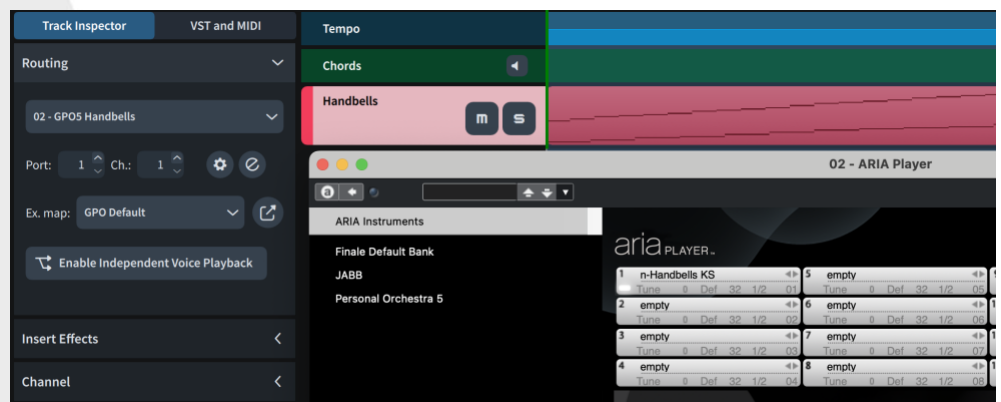 Track Inspector
VST and MIDI
Routing
02 - GPO5 Handbells
Port: 1 Ch.: 1
Ex. map: GPO Default
Enable Independent Voice Playback
Insert Effects
Channel
Tempo
Chords
Handbells
m s
02 - ARIA Player
a
ARIA Instruments
Finale Default Bank
JABB
Personal Orchestra 5
aria PLAYER
1 n-Handbells KS
Tune 0 Def 32 1/2 01
5 empty
Tune 0 Def 32 1/2 05
2 empty
Tune 0 Def 32 1/2 02
6 empty
Tune 0 Def 32 1/2 06
3 empty
Tune 0 Def 32 1/2 03
7 empty
Tune 0 Def 32 1/2 07
4 empty
Tune 0 Def 32 1/2 04
8 empty
Tune 0 Def 32 1/2 08